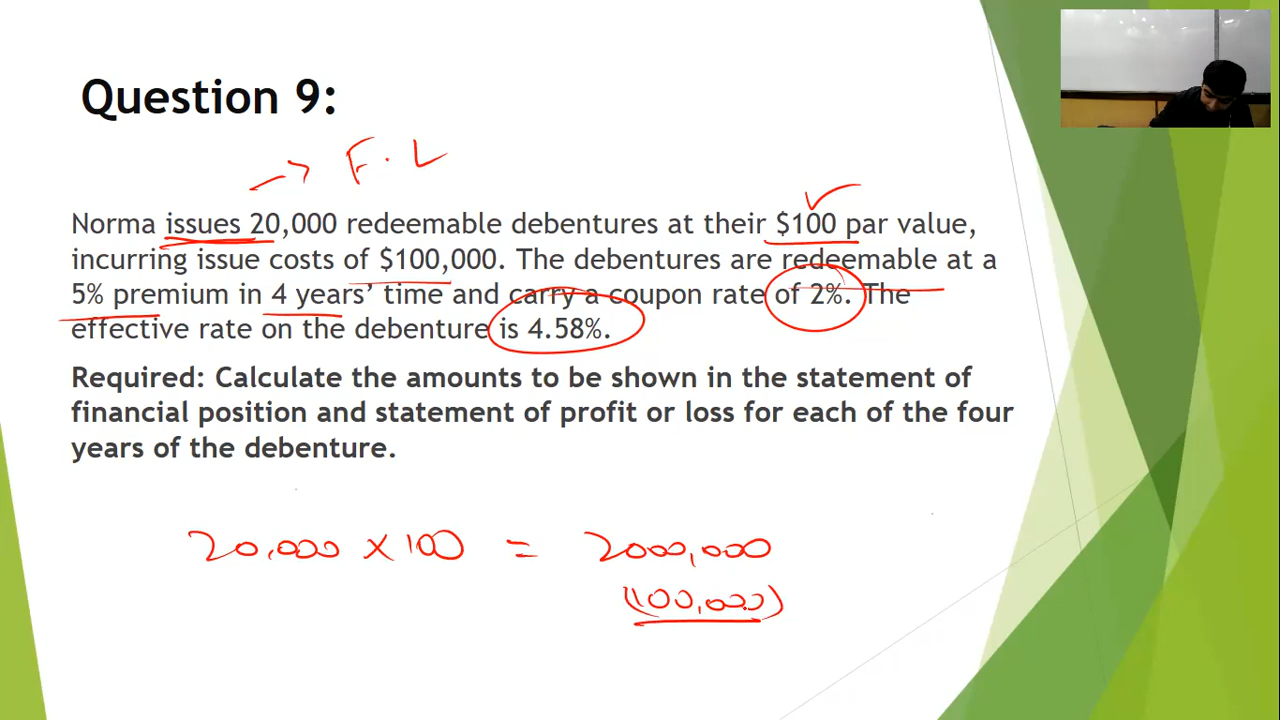 Question 9:
→ F.L
Norma issues 20,000 redeemable debentures at their $100 par value,
incurring issue costs of $100,000. The debentures are redeemable at a
5% premium in 4 years’ time and carry a coupon rate of 2%. The
effective rate on the debenture is 4.58%.
Required: Calculate the amounts to be shown in the statement of
financial position and statement of profit or loss for each of the four
years of the debenture.
20,000 × 100 = 2000,000
(100,000)